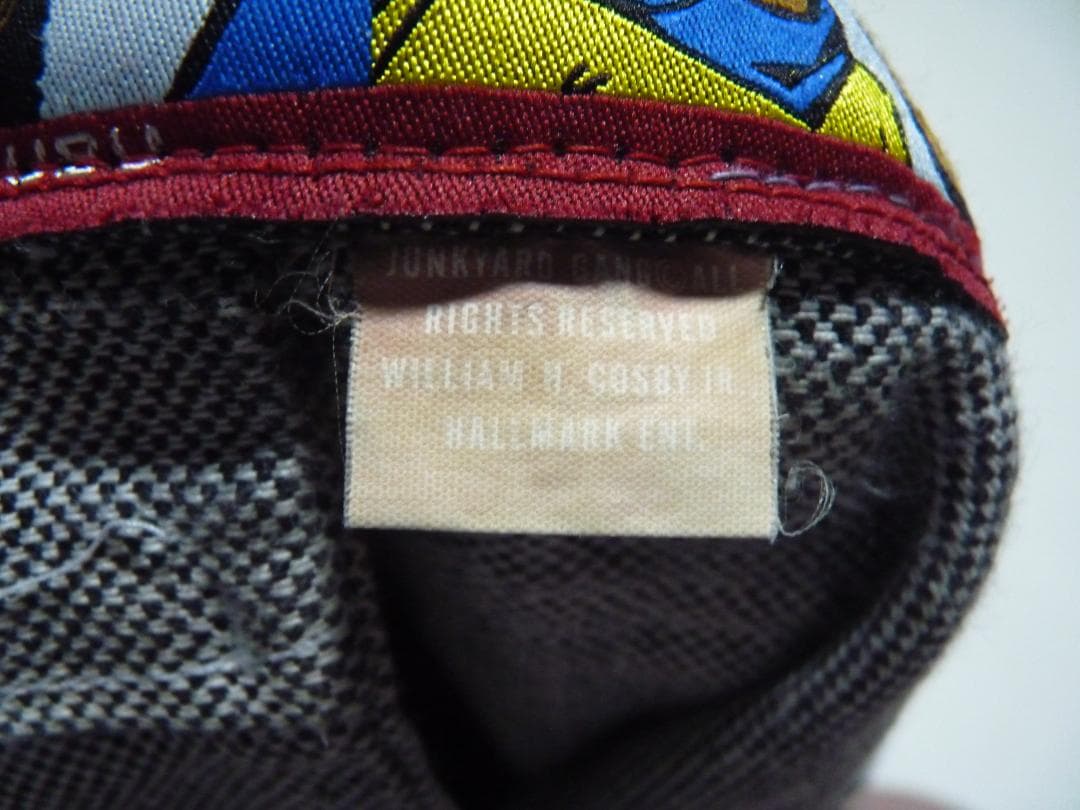 JUNKYARD GANG© ALL
RIGHTS RESERVED
WILLIAM H. COSBY JR.
HALLMARK ENT.